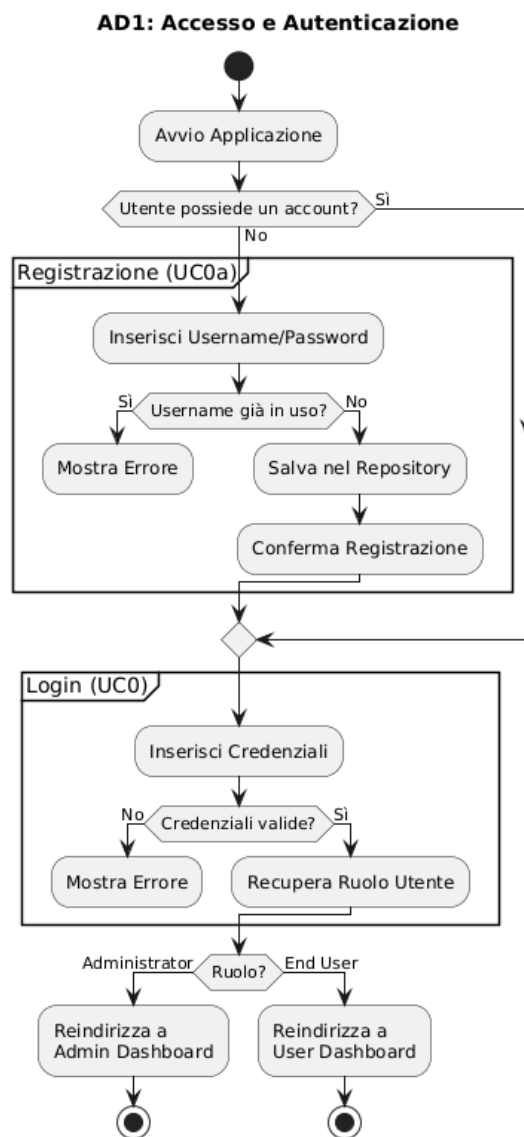 AD1: Accesso e Autenticazione
Avvio Applicazione
Utente possiede un account?
Sì
No
Registrazione (UC0a)
Inserisci Username/Password
Sì
Username già in uso?
No
Mostra Errore
Salva nel Repository
Conferma Registrazione
Login (UC0)
Inserisci Credenziali
No
Credenziali valide?
Sì
Mostra Errore
Recupera Ruolo Utente
Administrator
Ruolo?
End User
Reindirizza a
Admin Dashboard
Reindirizza a
User Dashboard